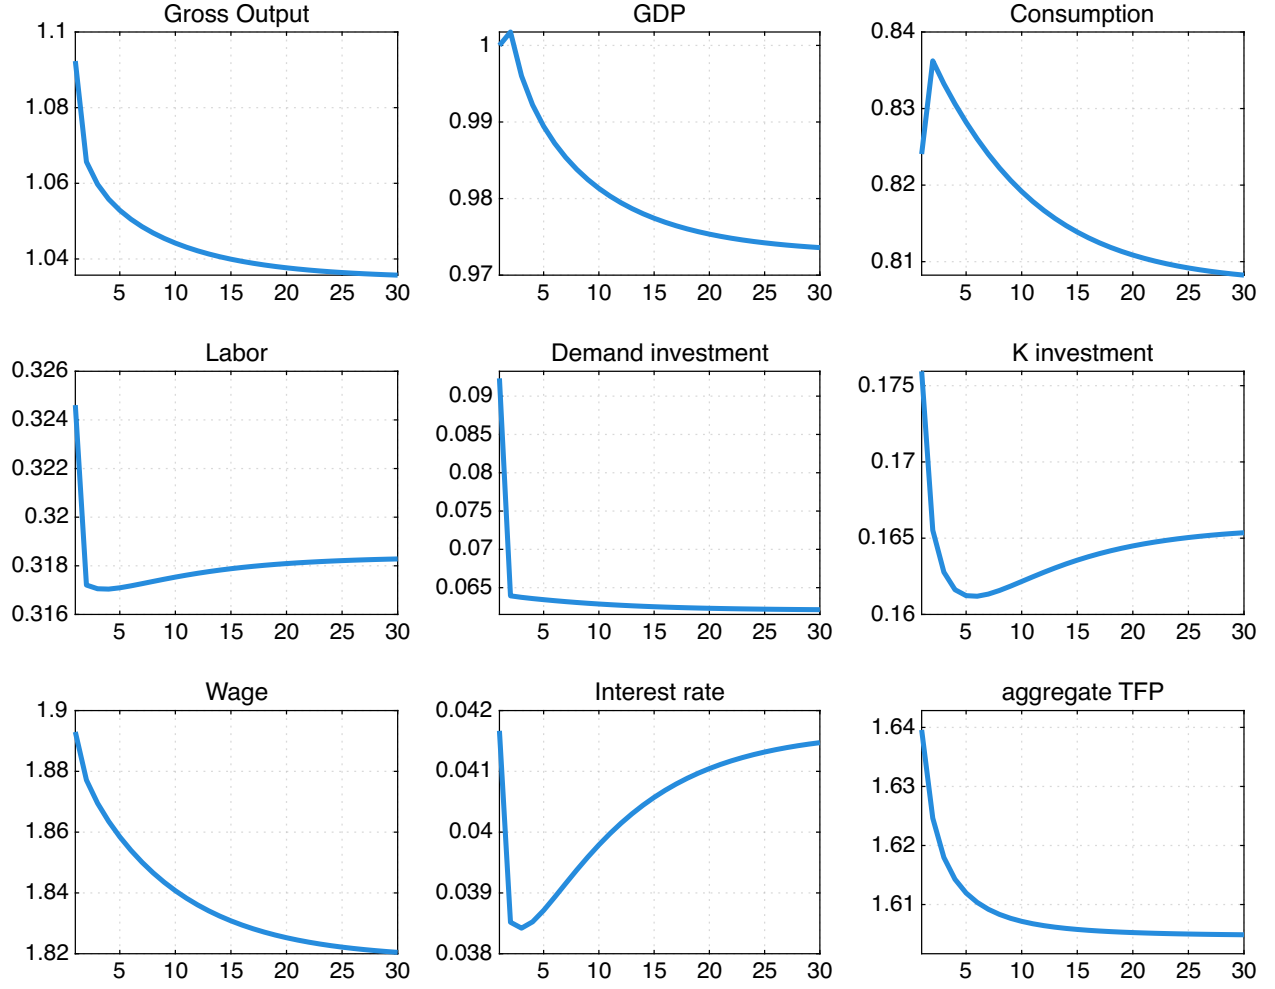 Gross Output
1.1
1.08
1.06
1.04
5 10 15 20 25 30
GDP
1
0.99
0.98
0.97
5 10 15 20 25 30
Consumption
0.84
0.83
0.82
0.81
5 10 15 20 25 30
Labor
0.326
0.324
0.322
0.32
0.318
0.316
5 10 15 20 25 30
Demand investment
0.09
0.085
0.08
0.075
0.07
0.065
5 10 15 20 25 30
K investment
0.175
0.17
0.165
0.16
5 10 15 20 25 30
Wage
1.9
1.88
1.86
1.84
1.82
5 10 15 20 25 30
Interest rate
0.042
0.041
0.04
0.039
0.038
5 10 15 20 25 30
aggregate TFP
1.64
1.63
1.62
1.61
5 10 15 20 25 30